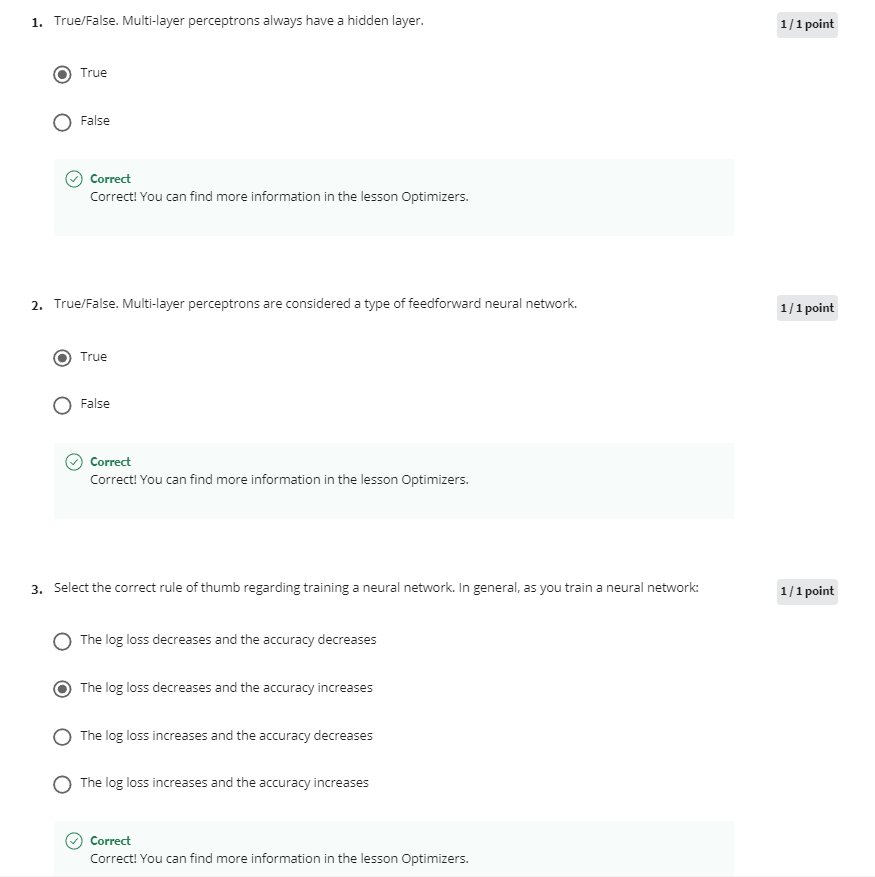 1. True/False. Multi-layer perceptrons always have a hidden layer.
1 / 1 point
True
False
Correct
Correct! You can find more information in the lesson Optimizers.
2. True/False. Multi-layer perceptrons are considered a type of feedforward neural network.
1 / 1 point
True
False
Correct
Correct! You can find more information in the lesson Optimizers.
3. Select the correct rule of thumb regarding training a neural network. In general, as you train a neural network:
1 / 1 point
The log loss decreases and the accuracy decreases
The log loss decreases and the accuracy increases
The log loss increases and the accuracy decreases
The log loss increases and the accuracy increases
Correct
Correct! You can find more information in the lesson Optimizers.